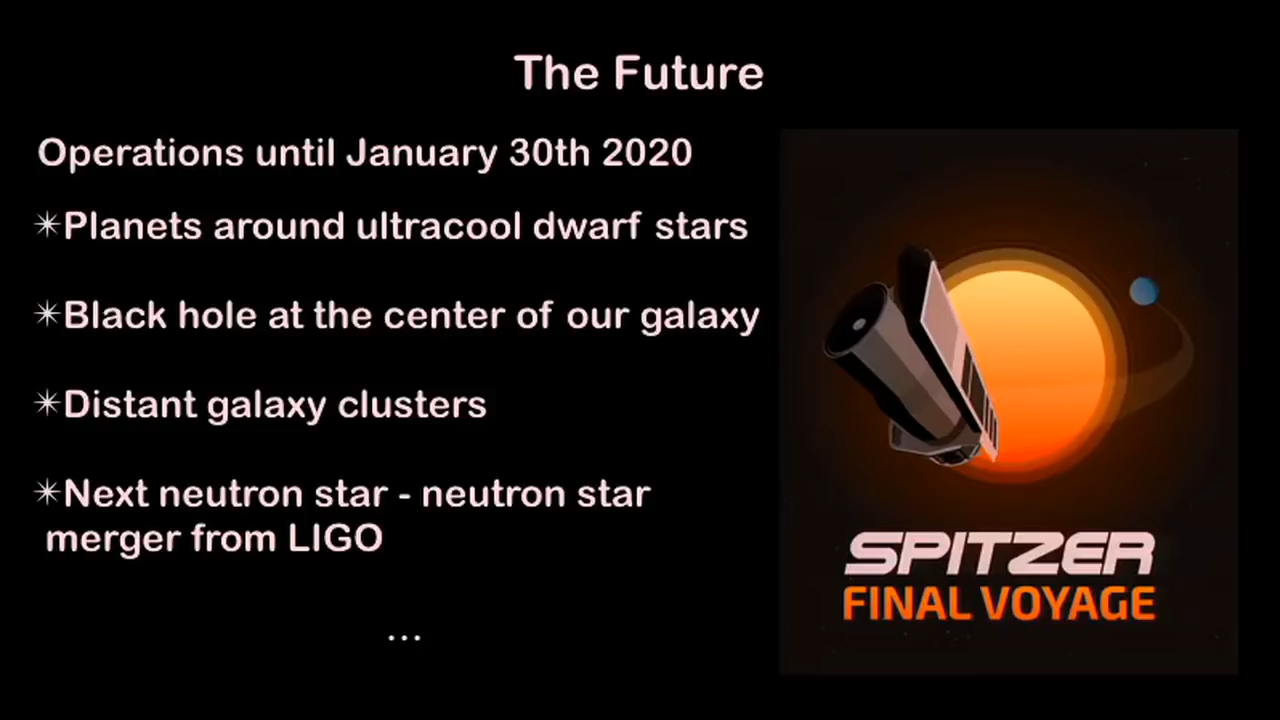 The Future
Operations until January 30th 2020
✴Planets around ultracool dwarf stars
✴Black hole at the center of our galaxy
✴Distant galaxy clusters
✴Next neutron star - neutron star
merger from LIGO
...
SPITZER
FINAL VOYAGE